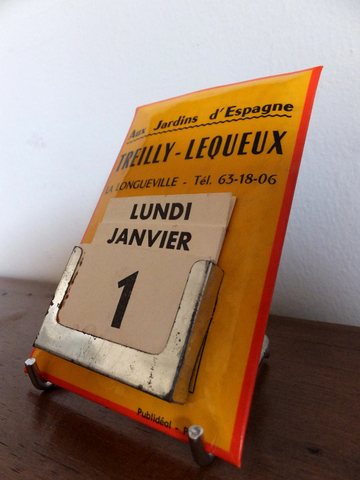 Aux Jardins d'Espagne
TREILLY-LEQUEUX
LA LONGUEVILLE - Tél. 63-18-06
LUNDI
JANVIER
1
Publidéal -